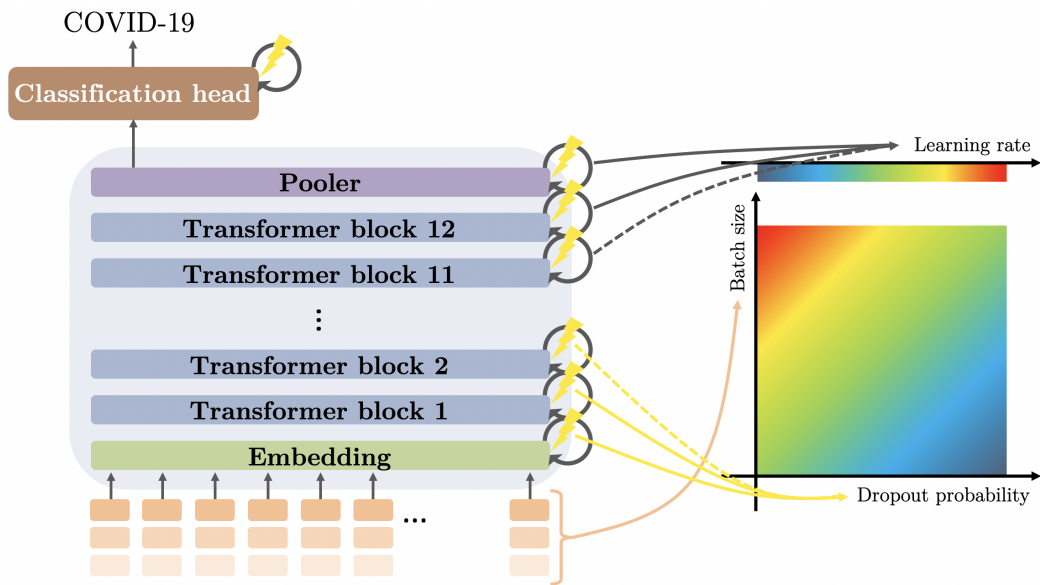 COVID-19
Classification head
Pooler
Transformer block 12
Transformer block 11
⋮
Transformer block 2
Transformer block 1
Embedding
...
Learning rate
Batch size
Dropout probability